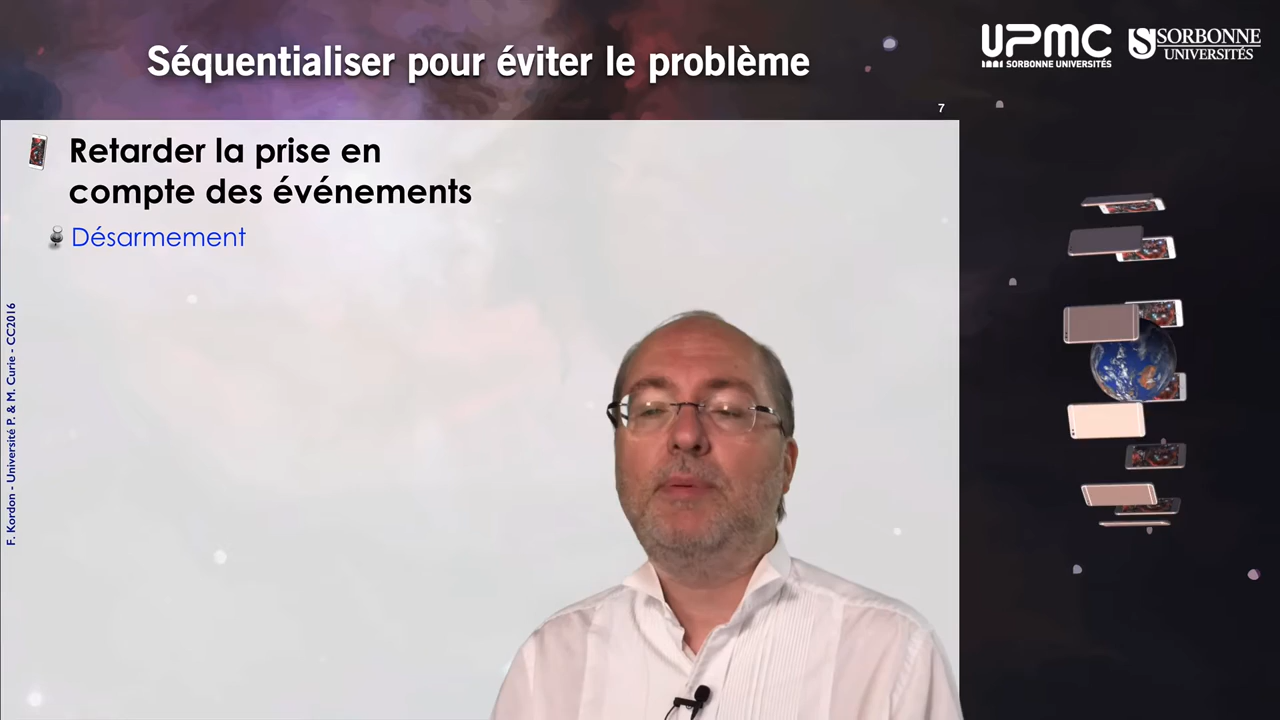 Séquentialiser pour éviter le problème
UPMC
SORBONNE UNIVERSITÉS
SORBONNE
UNIVERSITÉS
7
Retarder la prise en
compte des événements
Désarmement
F. Kordon - Université P. & M. Curie - CC2016